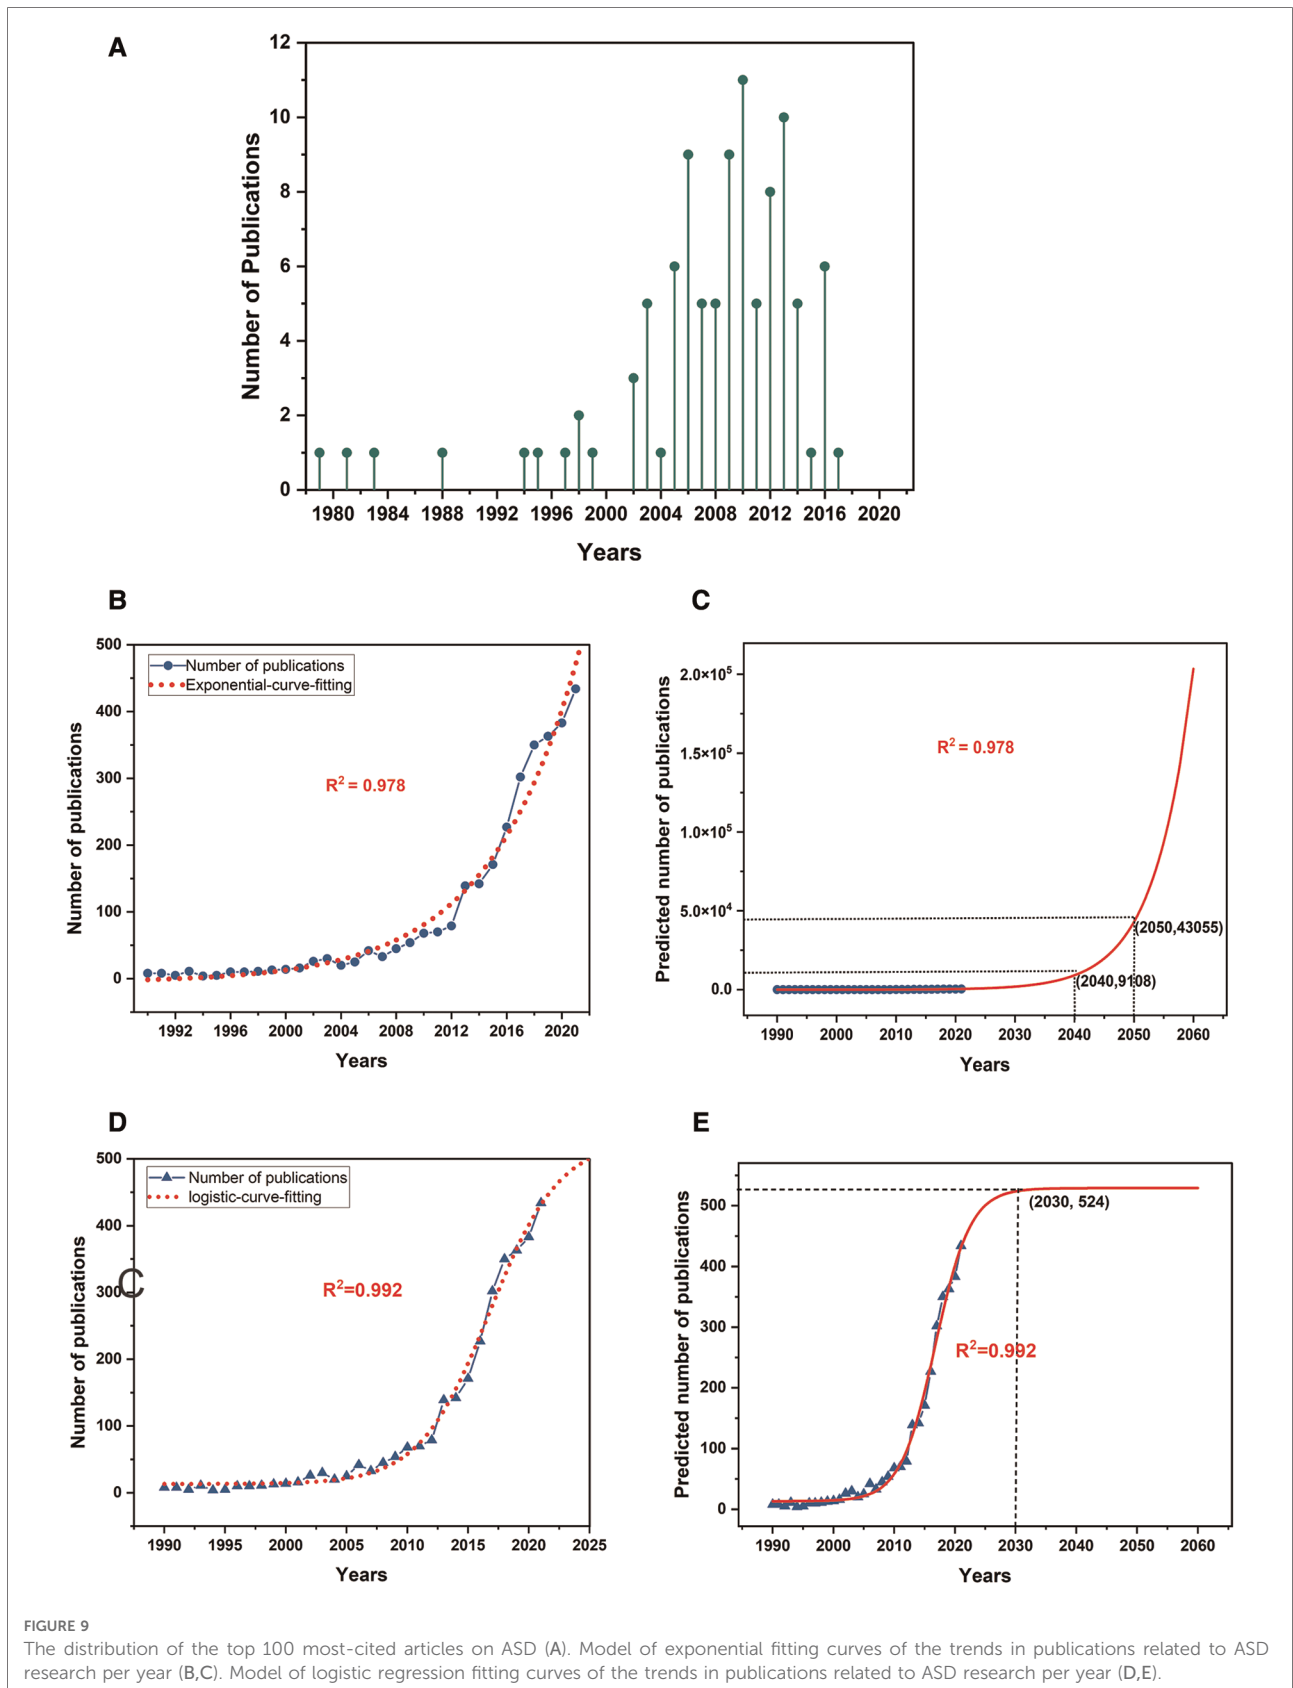 A
12
10
8
6
4
2
0
Number of Publications
1980 1984 1988 1992 1996 2000 2004 2008 2012 2016 2020
Years
B
500
400
300
200
100
0
Number of publications
Number of publications
Exponential-curve-fitting
R² = 0.978
1992 1996 2000 2004 2008 2012 2016 2020
Years
C
2.0×10⁵
1.5×10⁵
1.0×10⁵
5.0×10⁴
0.0
Predicted number of publications
R² = 0.978
(2050,43055)
(2040,9108)
1990 2000 2010 2020 2030 2040 2050 2060
Years
D
500
400
300
200
100
0
C
Number of publications
Number of publications
logistic-curve-fitting
R²=0.992
1990 1995 2000 2005 2010 2015 2020 2025
Years
E
500
400
300
200
100
0
Predicted number of publications
(2030, 524)
R²=0.992
1990 2000 2010 2020 2030 2040 2050 2060
Years
FIGURE 9
The distribution of the top 100 most-cited articles on ASD (A). Model of exponential fitting curves of the trends in publications related to ASD
research per year (B,C). Model of logistic regression fitting curves of the trends in publications related to ASD research per year (D,E).